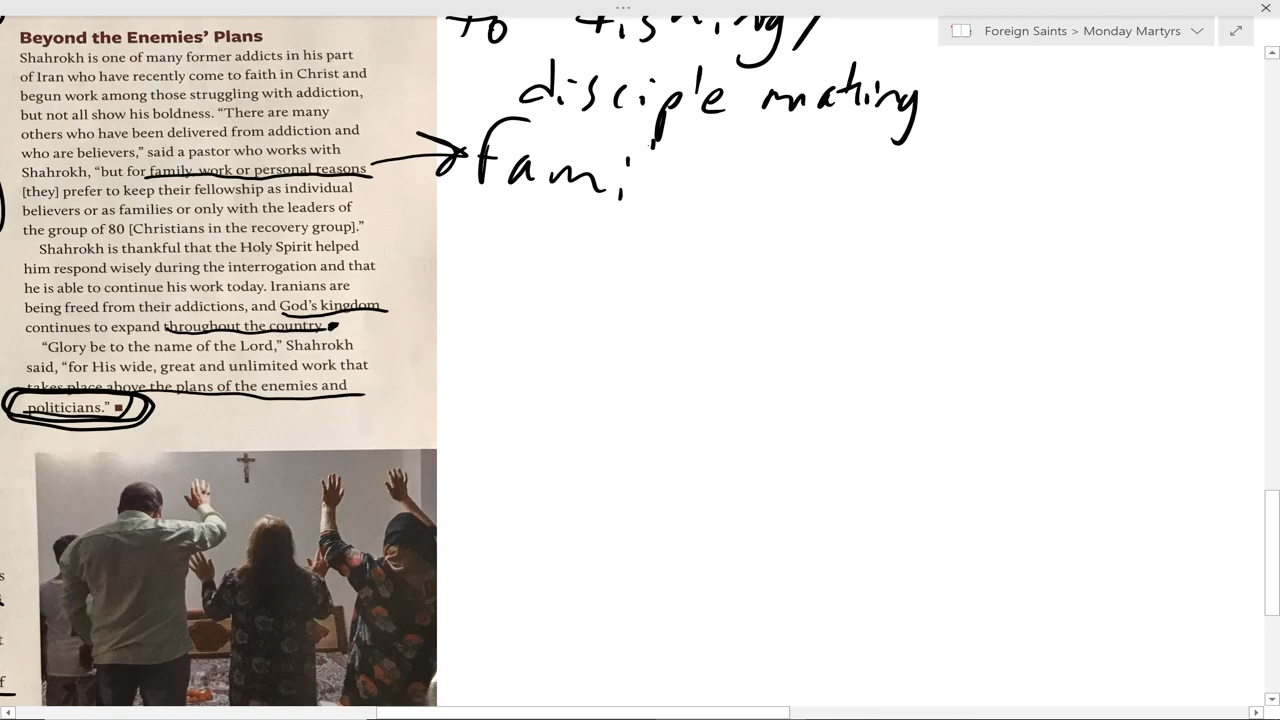 Foreign Saints > Monday Martyrs
Beyond the Enemies' Plans
Shahrokh is one of many former addicts in his part
of Iran who have recently come to faith in Christ and
begun work among those struggling with addiction,
but not all show his boldness. “There are many
others who have been delivered from addiction and
who are believers,” said a pastor who works with
Shahrokh, “but for family, work or personal reasons
[they] prefer to keep their fellowship as individual
believers or as families or only with the leaders of
the group of 80 [Christians in the recovery group].”
Shahrokh is thankful that the Holy Spirit helped
him respond wisely during the interrogation and that
he is able to continue his work today. Iranians are
being freed from their addictions, and God's kingdom
continues to expand throughout the country.
“Glory be to the name of the Lord,” Shahrokh
said, “for His wide, great and unlimited work that
takes place above the plans of the enemies and
politicians.”
to fishing/
disciple making
fami